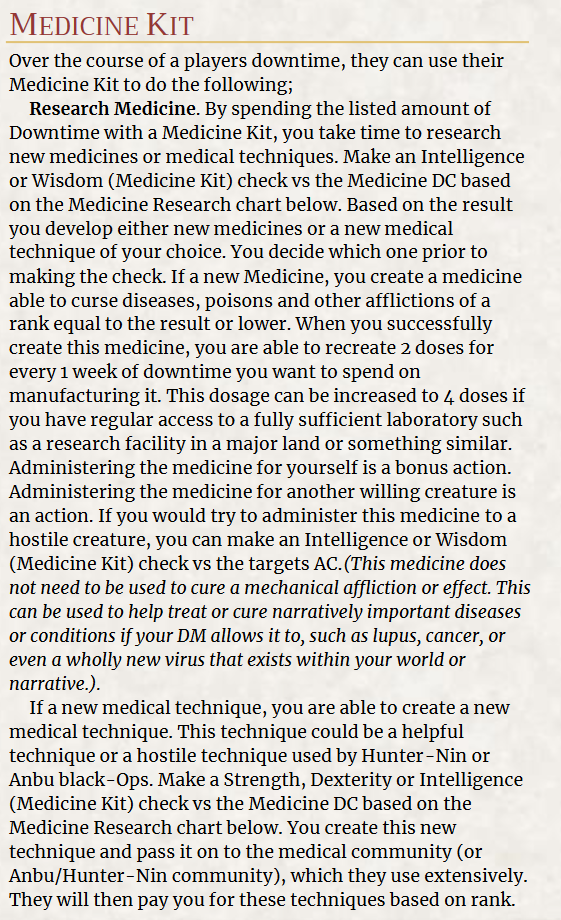 MEDICINE KIT
Over the course of a players downtime, they can use their
Medicine Kit to do the following;
Research Medicine. By spending the listed amount of
Downtime with a Medicine Kit, you take time to research
new medicines or medical techniques. Make an Intelligence
or Wisdom (Medicine Kit) check vs the Medicine DC based
on the Medicine Research chart below. Based on the result
you develop either new medicines or a new medical
technique of your choice. You decide which one prior to
making the check. If a new Medicine, you create a medicine
able to curse diseases, poisons and other afflictions of a
rank equal to the result or lower. When you successfully
create this medicine, you are able to recreate 2 doses for
every 1 week of downtime you want to spend on
manufacturing it. This dosage can be increased to 4 doses if
you have regular access to a fully sufficient laboratory such
as a research facility in a major land or something similar.
Administering the medicine for yourself is a bonus action.
Administering the medicine for another willing creature is
an action. If you would try to administer this medicine to a
hostile creature, you can make an Intelligence or Wisdom
(Medicine Kit) check vs the targets AC.(This medicine does
not need to be used to cure a mechanical affliction or effect. This
can be used to help treat or cure narratively important diseases
or conditions if your DM allows it to, such as lupus, cancer, or
even a wholly new virus that exists within your world or
narrative.).
If a new medical technique, you are able to create a new
medical technique. This technique could be a helpful
technique or a hostile technique used by Hunter-Nin or
Anbu black-Ops. Make a Strength, Dexterity or Intelligence
(Medicine Kit) check vs the Medicine DC based on the
Medicine Research chart below. You create this new
technique and pass it on to the medical community (or
Anbu/Hunter-Nin community), which they use extensively.
They will then pay you for these techniques based on rank.